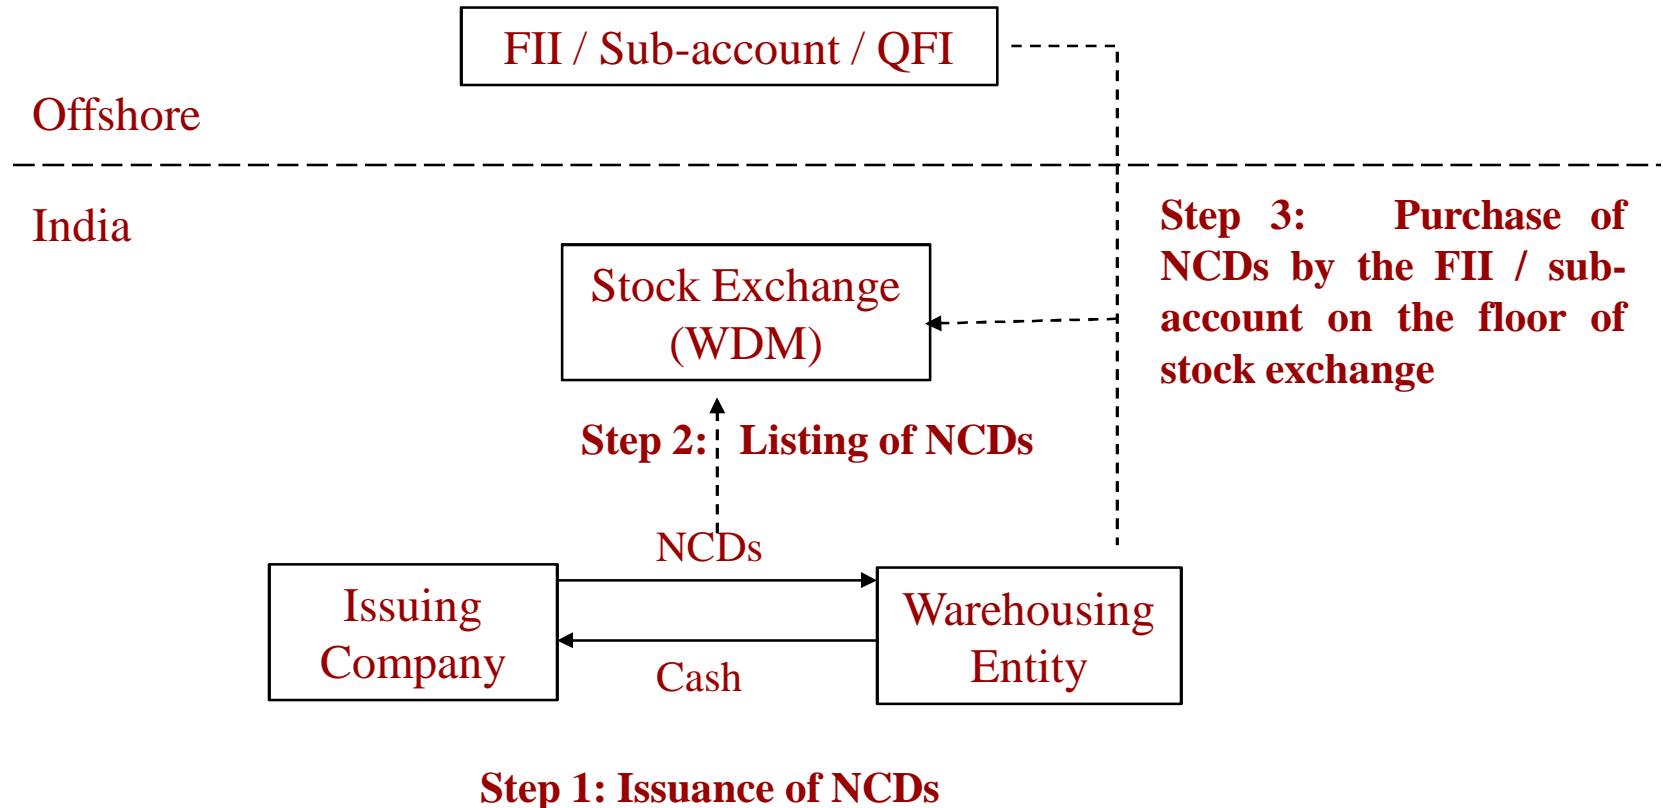 FII / Sub-account / QFI
Offshore
India
Stock Exchange
(WDM)
Step 3: Purchase of
NCDs by the FII / sub-
account on the floor of
stock exchange
Step 2: Listing of NCDs
NCDs
Issuing
Company
Warehousing
Entity
Cash
Step 1: Issuance of NCDs